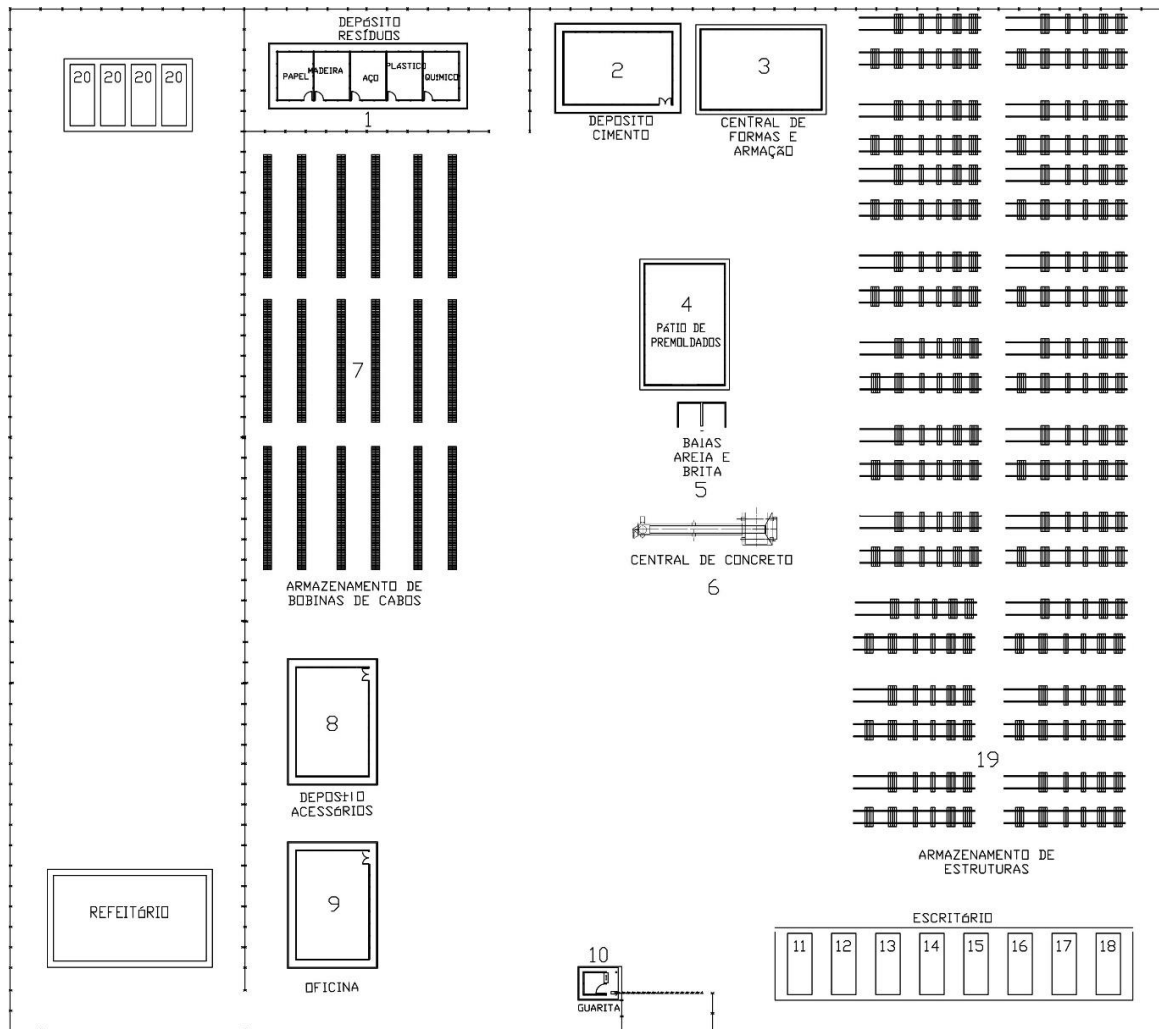 DEPóSITO
RESÍDUOS
PAPEL
MADEIRA
AÇO
PLÁSTICO
QUíMICO
1
20 20 20 20
2
DEPOSITO
CIMENTO
3
CENTRAL DE
FORMAS E
ARMAÇÃO
4
PáTIO DE
PREMOLDADOS
BAIAS
AREIA E
BRITA
5
CENTRAL DE CONCRETO
6
7
ARMAZENAMENTO DE
BOBINAS DE CABOS
8
ACESSóRIOS
9
OFICINA
REFEITóRIO
10
GUARITA
19
ARMAZENAMENTO DE
ESTRUTURAS
ESCRITóRIO
11 12 13 14 15 16 17 18